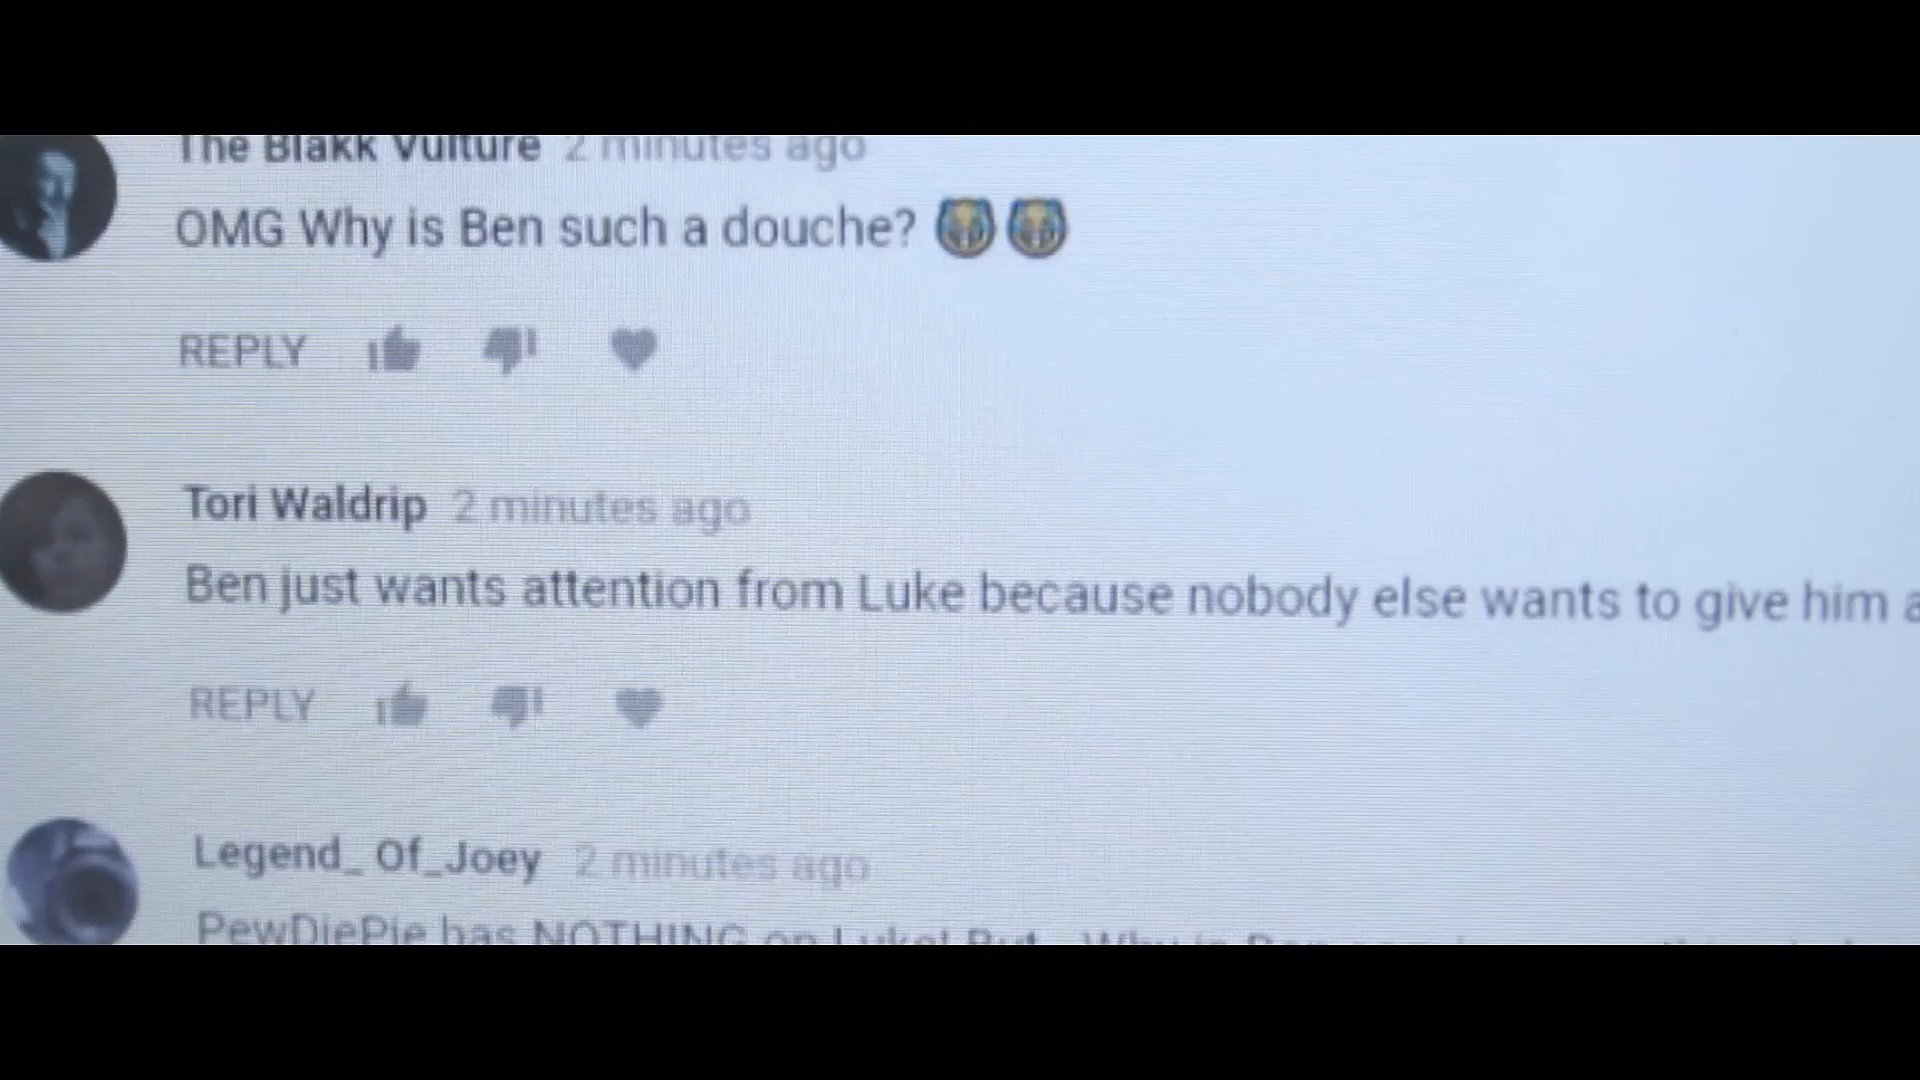 The Blakk Vulture 2 minutes ago
OMG Why is Ben such a douche? 😹😹
REPLY
Tori Waldrip 2 minutes ago
Ben just wants attention from Luke because nobody else wants to give him a
REPLY
Legend_Of_Joey 2 minutes ago
PewDiePie has NOTHING on Luke! But